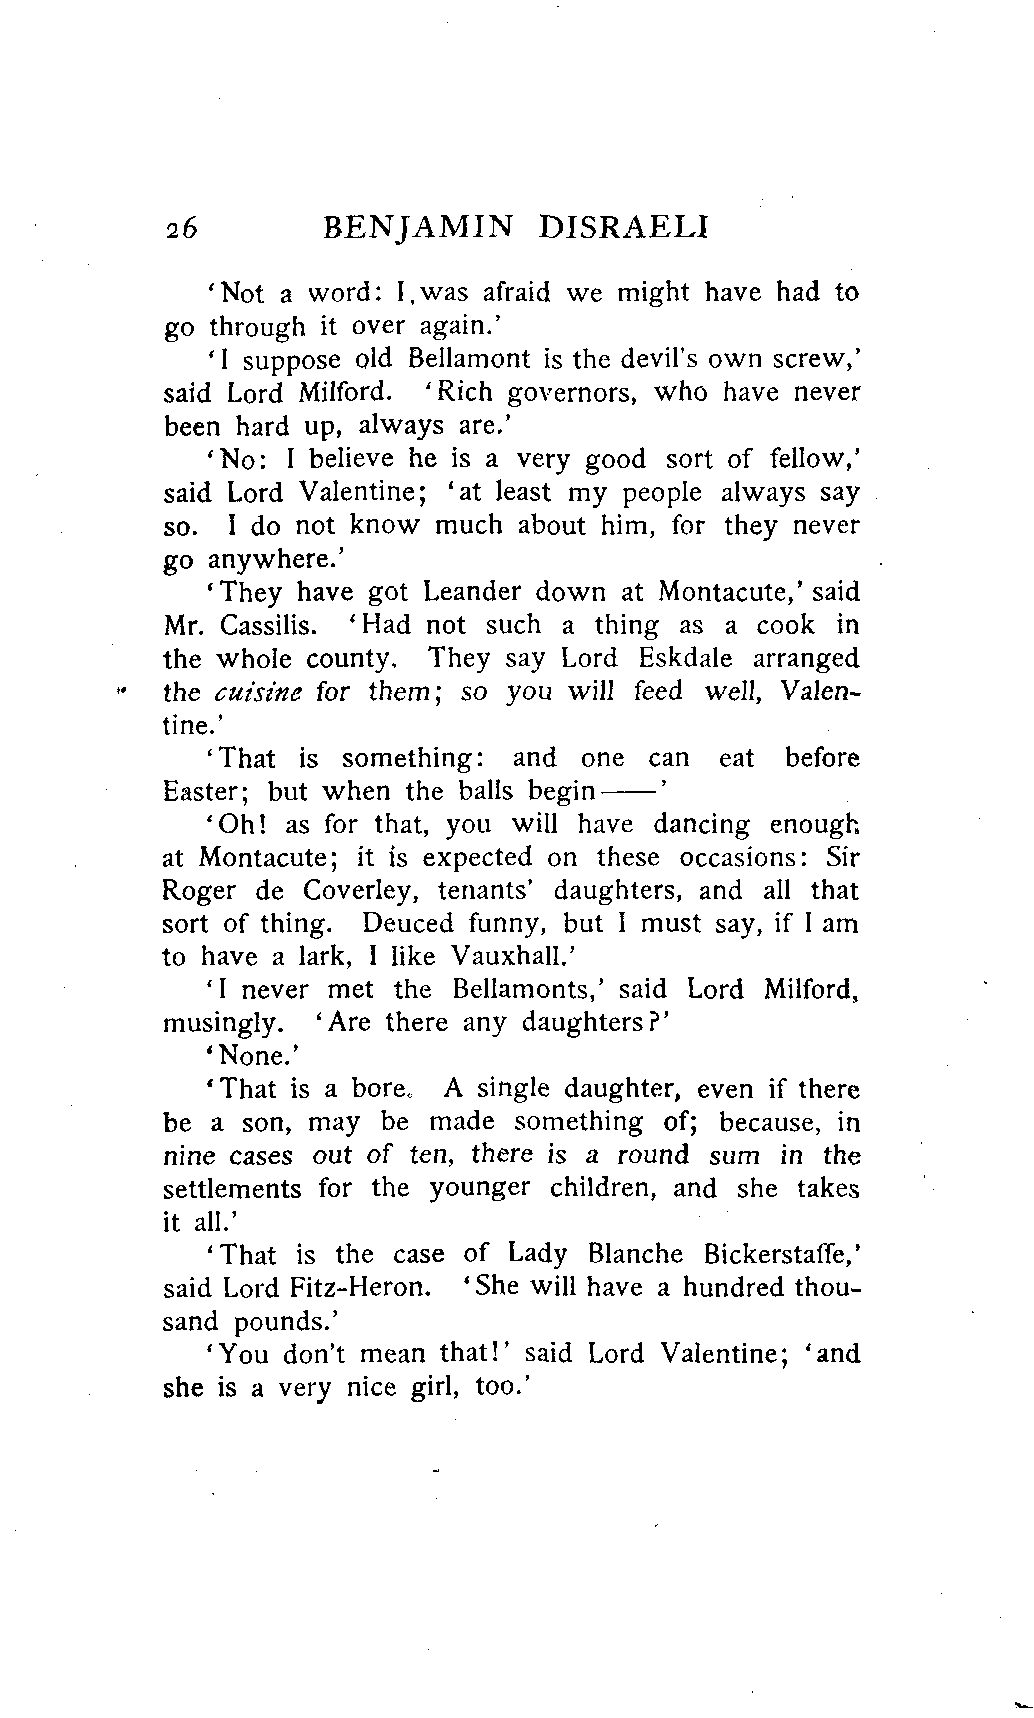 26 BENJAMIN DISRAELI
'Not a word: I was afraid we might have had to
go through it over again.'
'I suppose old Bellamont is the devil's own screw,'
said Lord Milford. 'Rich governors, who have never
been hard up, always are.'
'No: I believe he is a very good sort of fellow,'
said Lord Valentine; 'at least my people always say
so. I do not know much about him, for they never
go anywhere.'
'They have got Leander down at Montacute,' said
Mr. Cassilis. 'Had not such a thing as a cook in
the whole county. They say Lord Eskdale arranged
the cuisine for them; so you will feed well, Valen-
tine.'
'That is something: and one can eat before
Easter; but when the balls begin——'
'Oh! as for that, you will have dancing enough
at Montacute; it is expected on these occasions: Sir
Roger de Coverley, tenants' daughters, and all that
sort of thing. Deuced funny, but I must say, if I am
to have a lark, I like Vauxhall.'
'I never met the Bellamonts,' said Lord Milford,
musingly. 'Are there any daughters?'
'None.'
'That is a bore. A single daughter, even if there
be a son, may be made something of; because, in
nine cases out of ten, there is a round sum in the
settlements for the younger children, and she takes
it all.'
'That is the case of Lady Blanche Bickerstaffe,'
said Lord Fitz-Heron. 'She will have a hundred thou-
sand pounds.'
'You don't mean that!' said Lord Valentine; 'and
she is a very nice girl, too.'